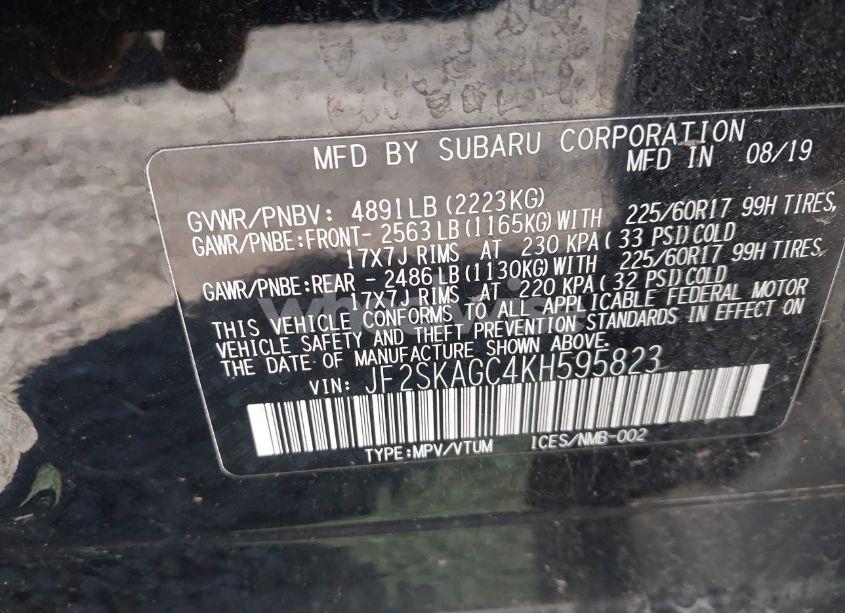 MFD BY SUBARU CORPORATION
MFD IN 08/19
GVWR/PNBV: 4891LB (2223KG)
GAWR/PNBE:FRONT- 2563LB (1165KG)WITH 225/60R17 99H TIRES,
17X7J RIMS AT 230 KPA ( 33 PSI)COLD
GAWR/PNBE:REAR - 2486LB (1130KG)WITH 225/60R17 99H TIRES,
17X7J RIMS AT 220 KPA ( 32 PSI)COLD
THIS VEHICLE CONFORMS TO ALL APPLICABLE FEDERAL MOTOR
VEHICLE SAFETY AND THEFT PREVENTION STANDARDS IN EFFECT ON
THE DATE OF MANUFACTURE SHOWN ABOVE.
VIN: JF2SKAGC4KH595823
TYPE:MPV/VTUM ICES/NMB-002